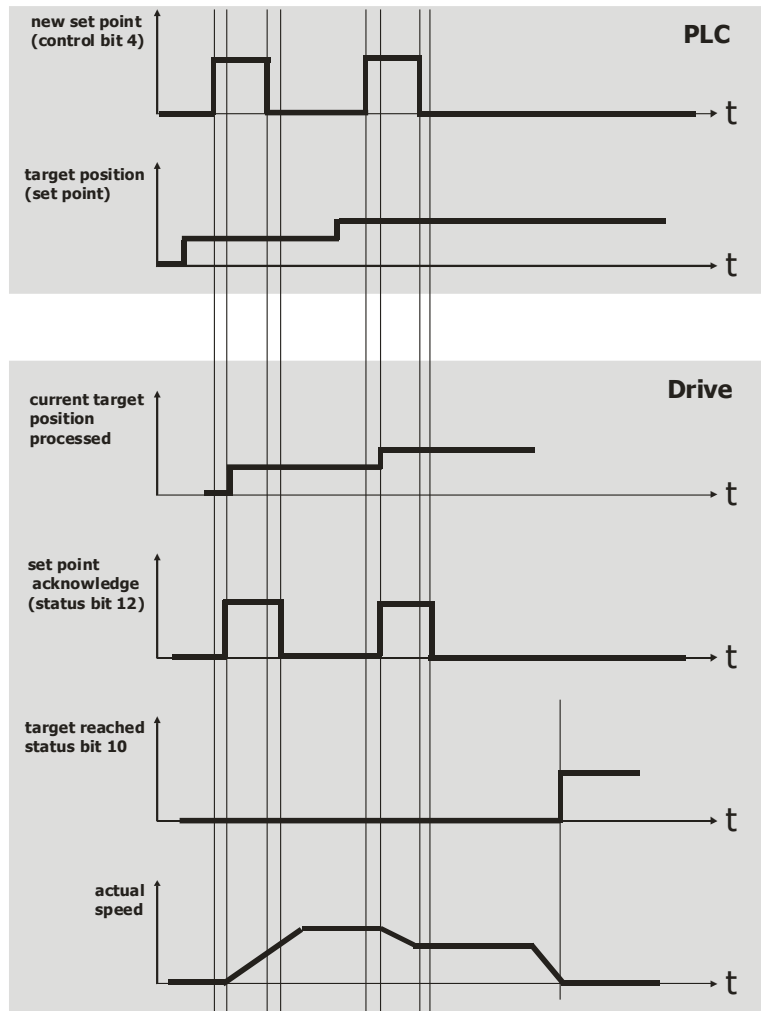 new set point
(control bit 4)
PLC
t
target position
(set point)
t
Drive
current target
position
processed
t
set point
acknowledge
(status bit 12)
t
target reached
status bit 10
t
actual
speed
t